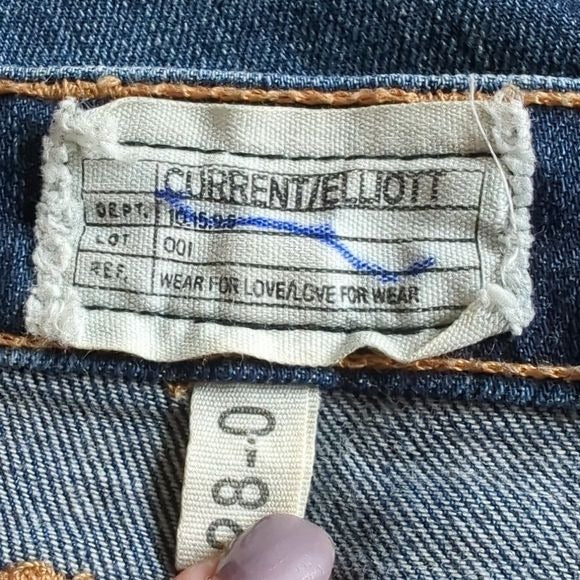 CURRENT/ELLIOTT
DEPT.
LOT 001
REF. WEAR FOR LOVE/LOVE FOR WEAR